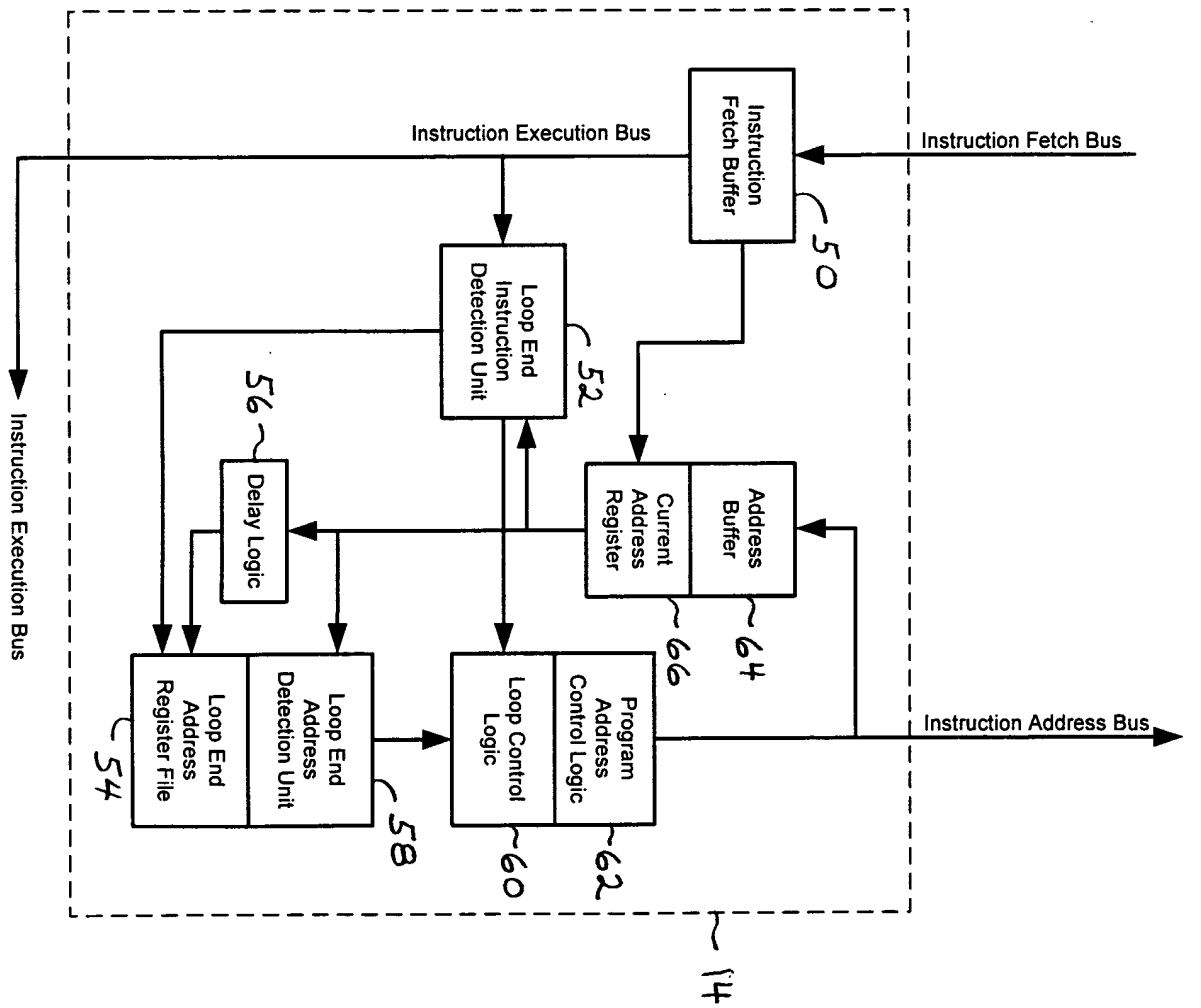 Instruction Fetch Bus
Instruction
Fetch Buffer
50
Instruction Execution Bus
Loop End
Instruction
Detection Unit
52
Address
Buffer
64
Current
Address
Register
66
56
Delay Logic
Program
Address
Control Logic
62
Loop Control
Logic
60
Loop End
Address
Detection Unit
58
Loop End
Address
Register File
54
Instruction Address Bus
Instruction Execution Bus
14